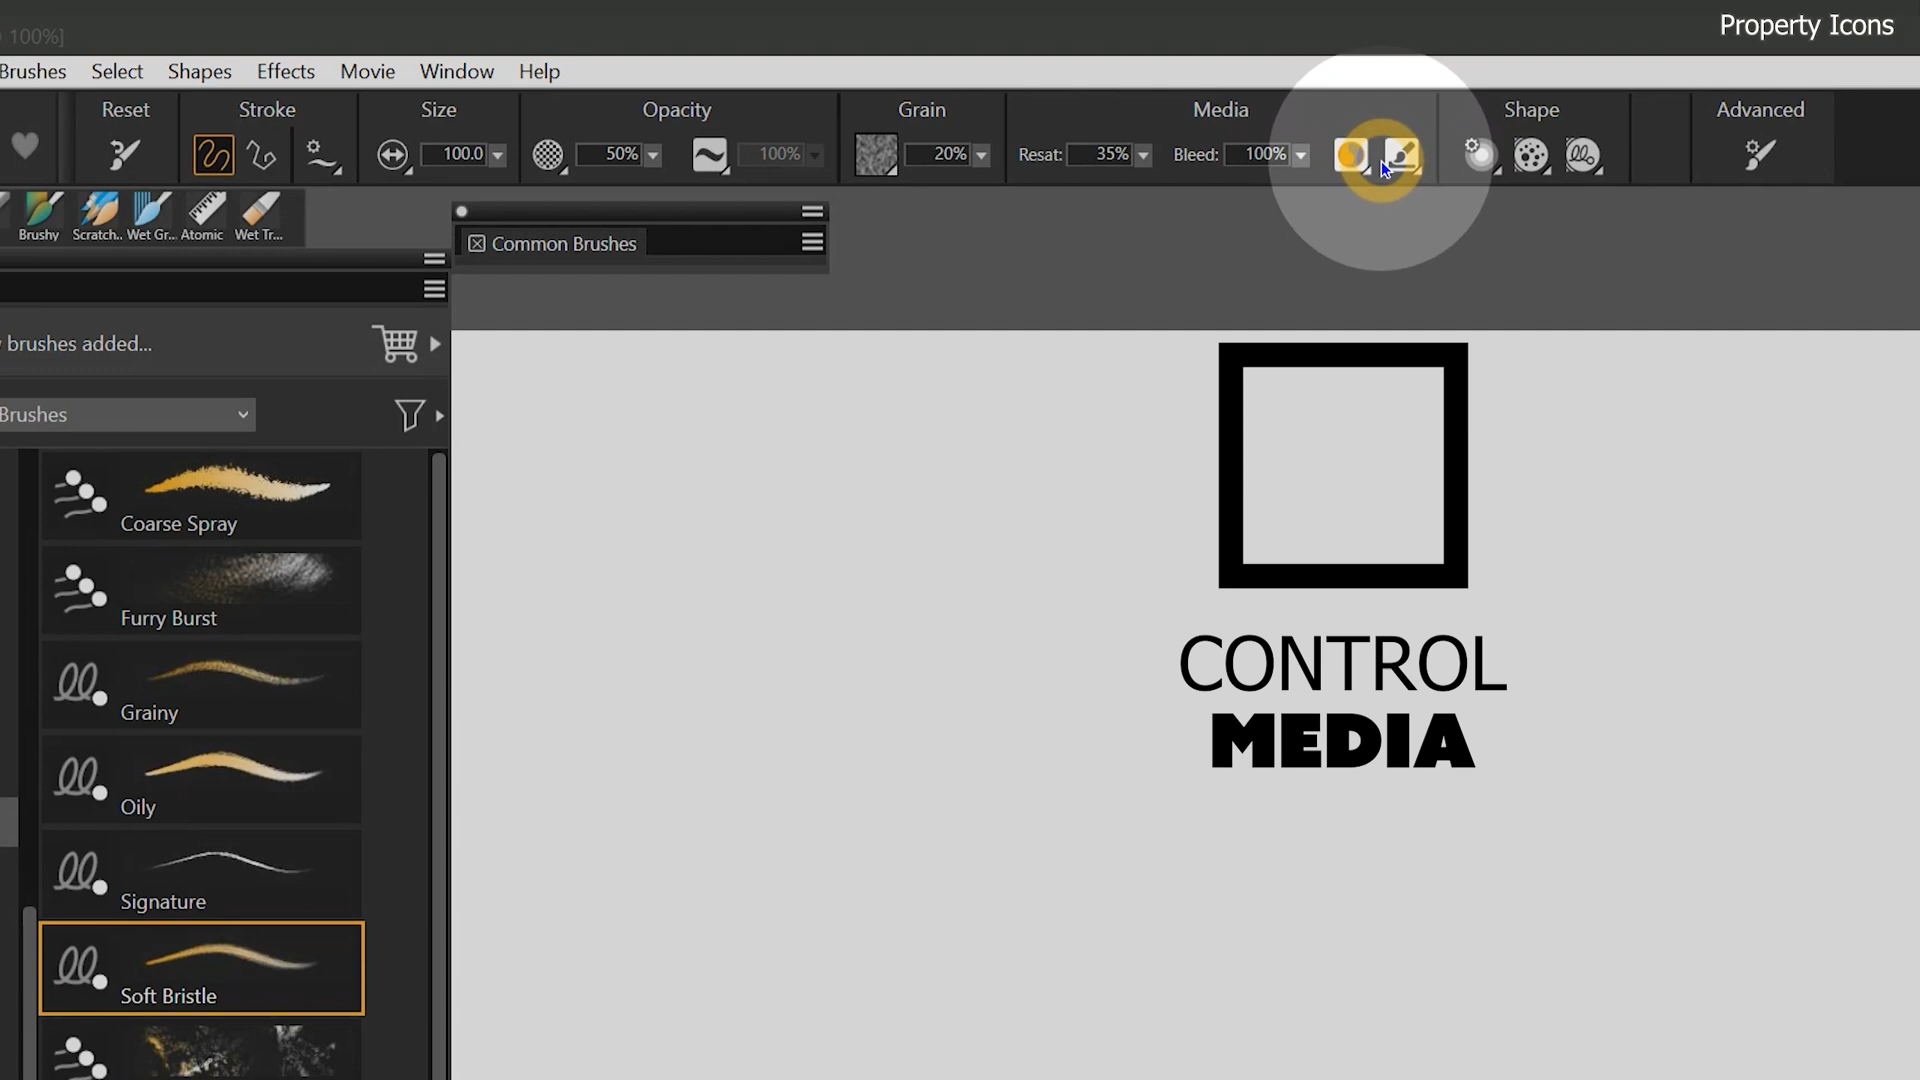 Property Icons
100%]
Brushes Select Shapes Effects Movie Window Help
Reset Stroke Size Opacity Grain Media Shape Advanced
100.0 50% 100% 20% Resat: 35% Bleed: 100%
Brushy Scratch.. Wet Gr... Atomic Wet Tr...
Common Brushes
brushes added...
Brushes
Coarse Spray
Furry Burst
Grainy
Oily
Signature
Soft Bristle
CONTROL
MEDIA